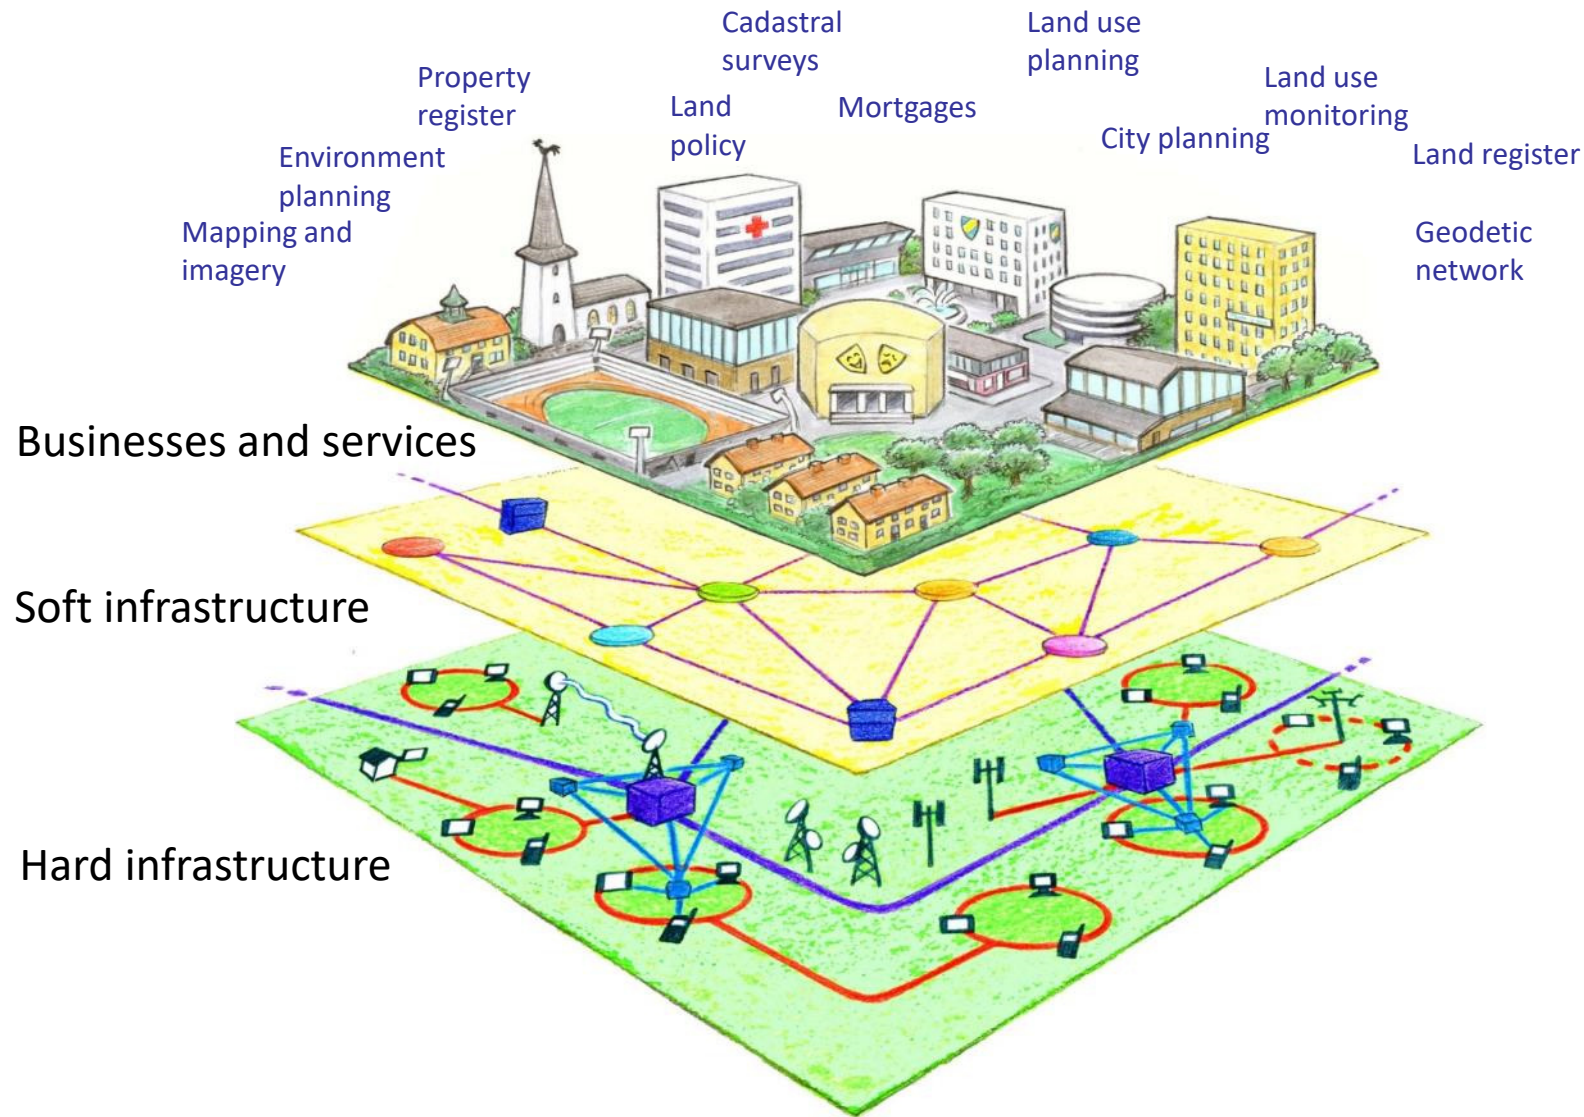 Cadastral
surveys
Land use
planning
Property
register
Land
policy
Mortgages
Land use
monitoring
City planning
Land register
Environment
planning
Mapping and
imagery
Geodetic
network
Businesses and services
Soft infrastructure
Hard infrastructure